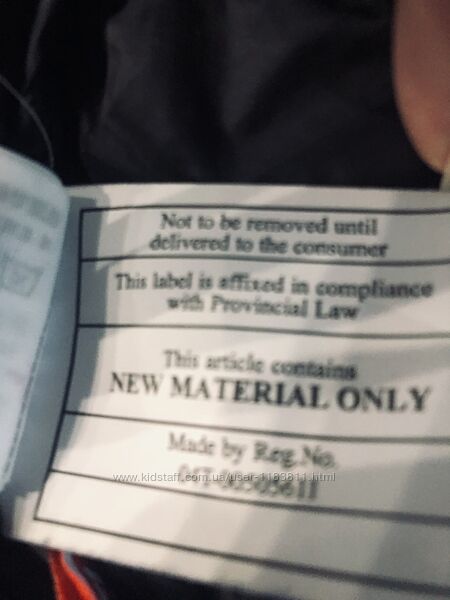 Not to be removed until
delivered to the consumer
This label is affixed in compliance
with Provincial Law
This article contains
NEW MATERIAL ONLY
Made by Reg.No.
www.kidstaff.com.ua/user-1183811.html